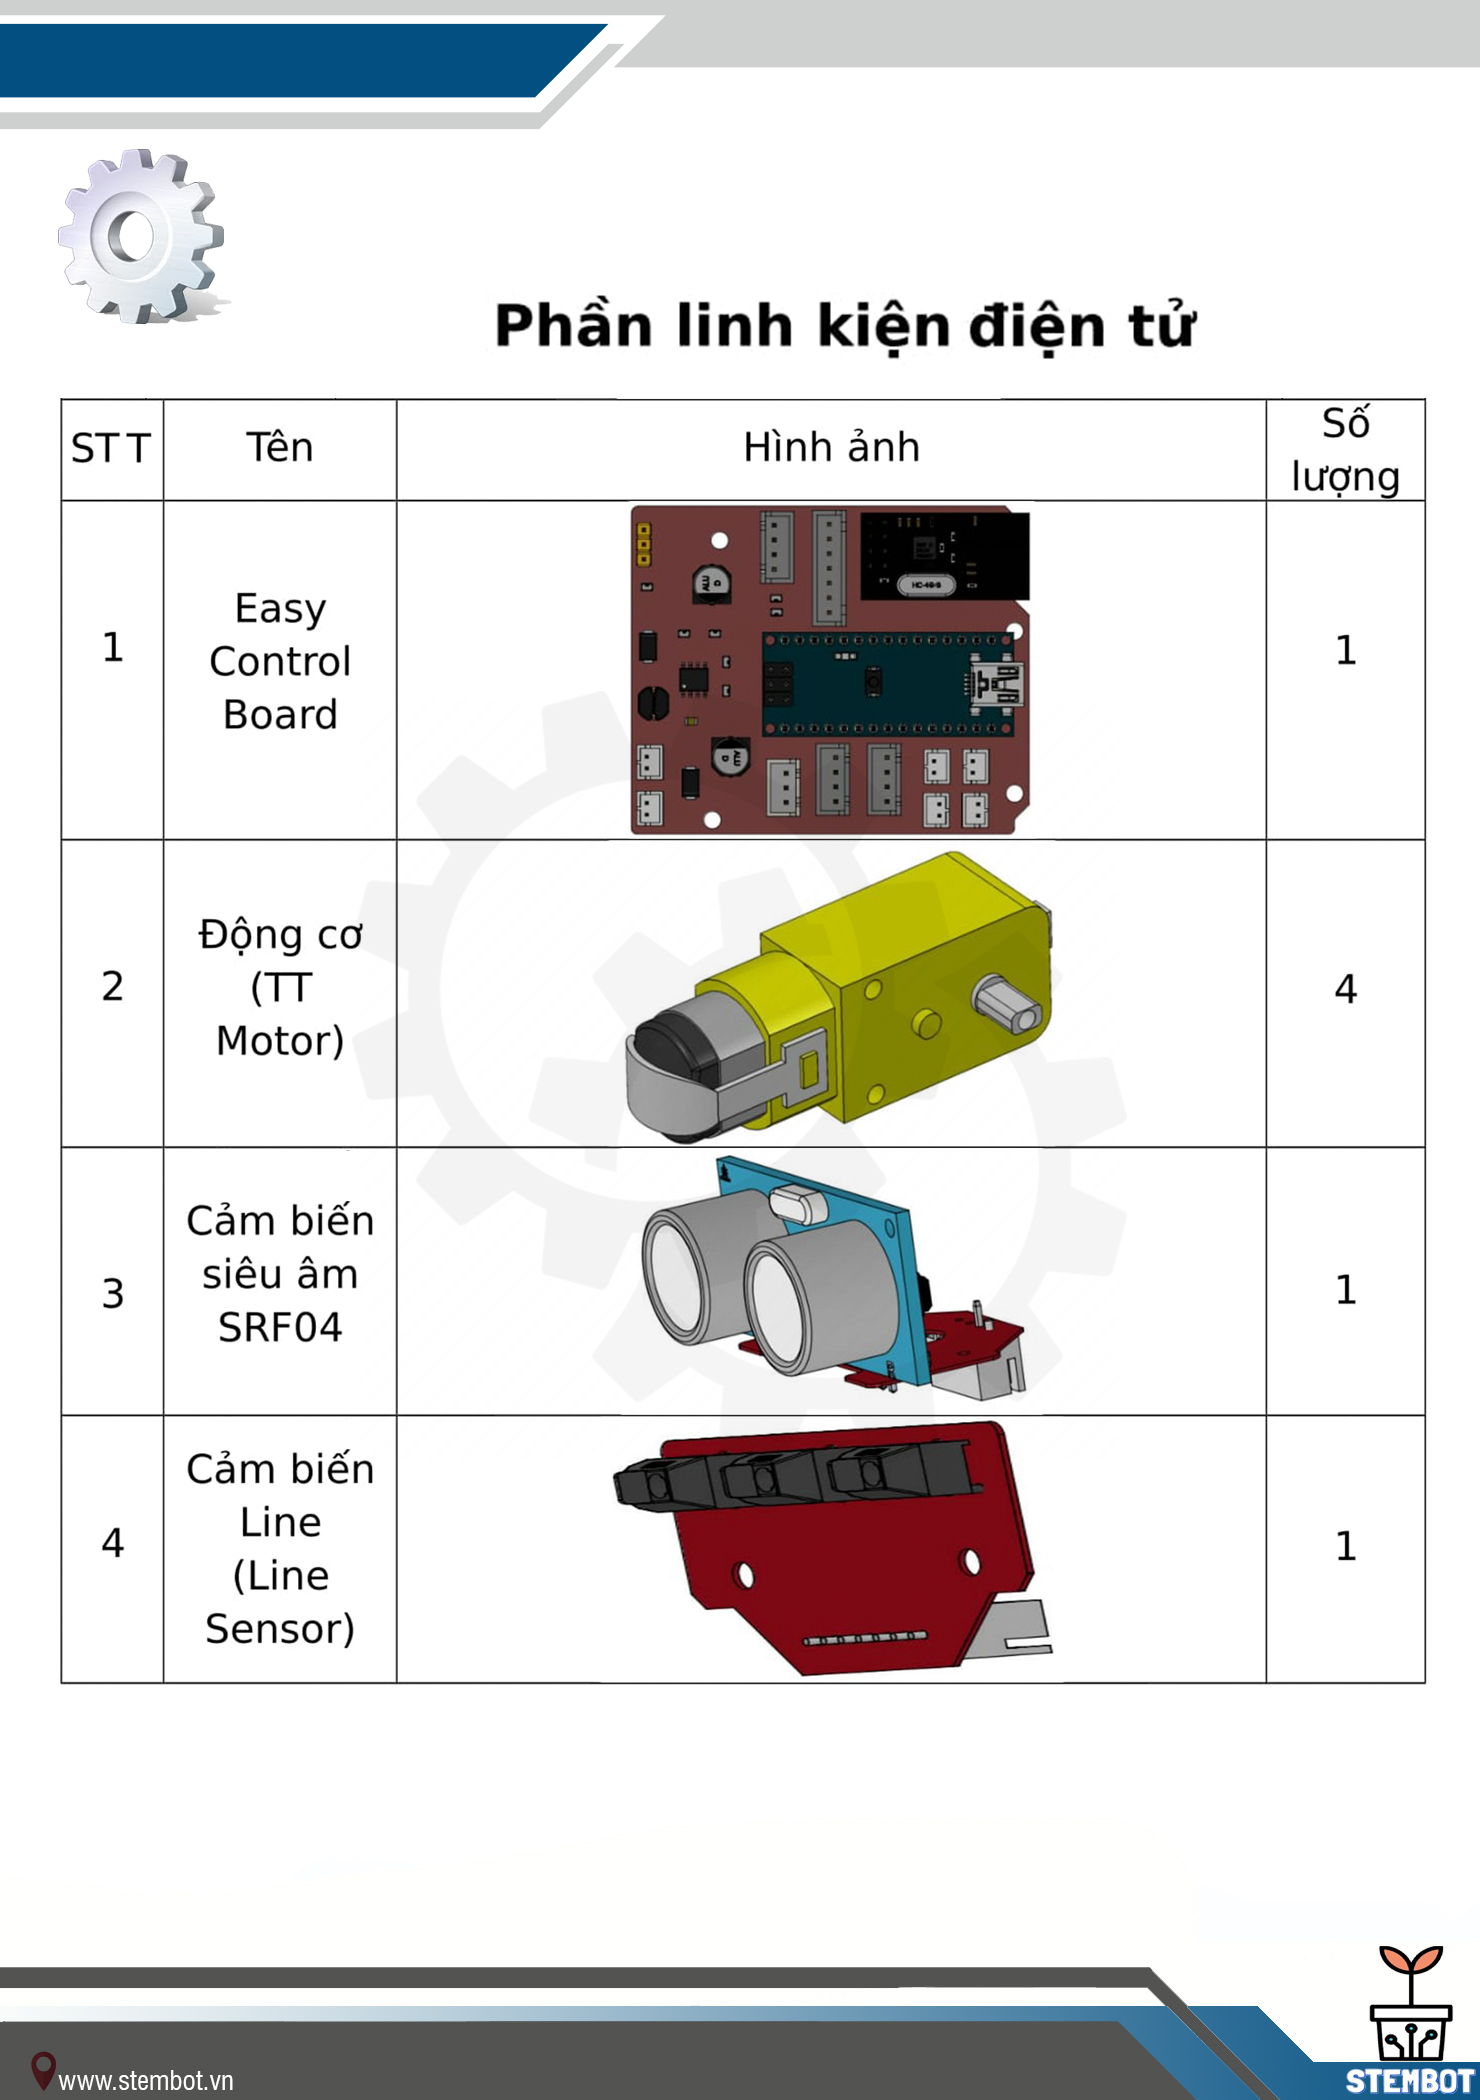 Phần linh kiện điện tử
STT
Tên
Hình ảnh
Số
lượng
1
Easy
Control
Board
1
2
Động cơ
(TT
Motor)
4
3
Cảm biến
siêu âm
SRF04
1
4
Cảm biến
Line
(Line
Sensor)
1
www.stembot.vn
STEMBOT